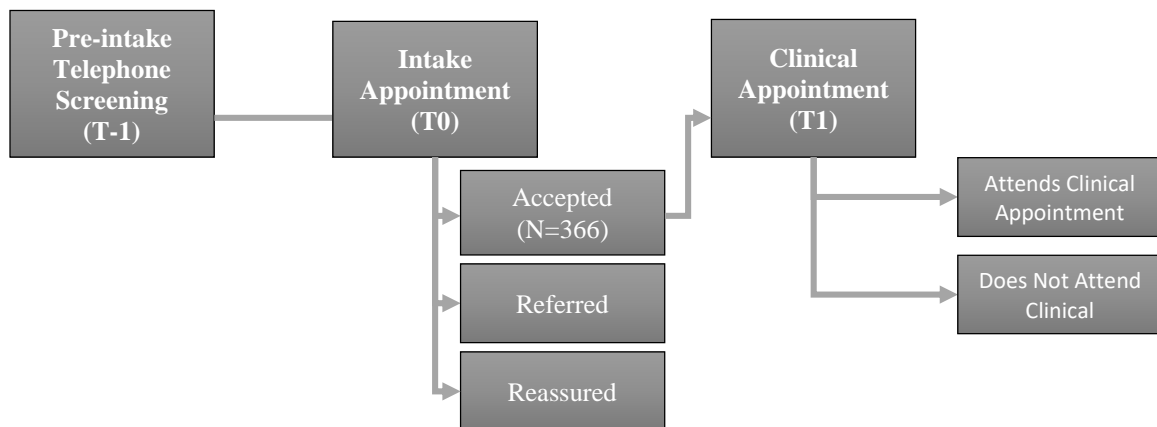 Pre-intake
Telephone
Screening
(T-1)
Intake
Appointment
(T0)
Clinical
Appointment
(T1)
Accepted
(N=366)
Referred
Reassured
Attends Clinical
Appointment
Does Not Attend
Clinical